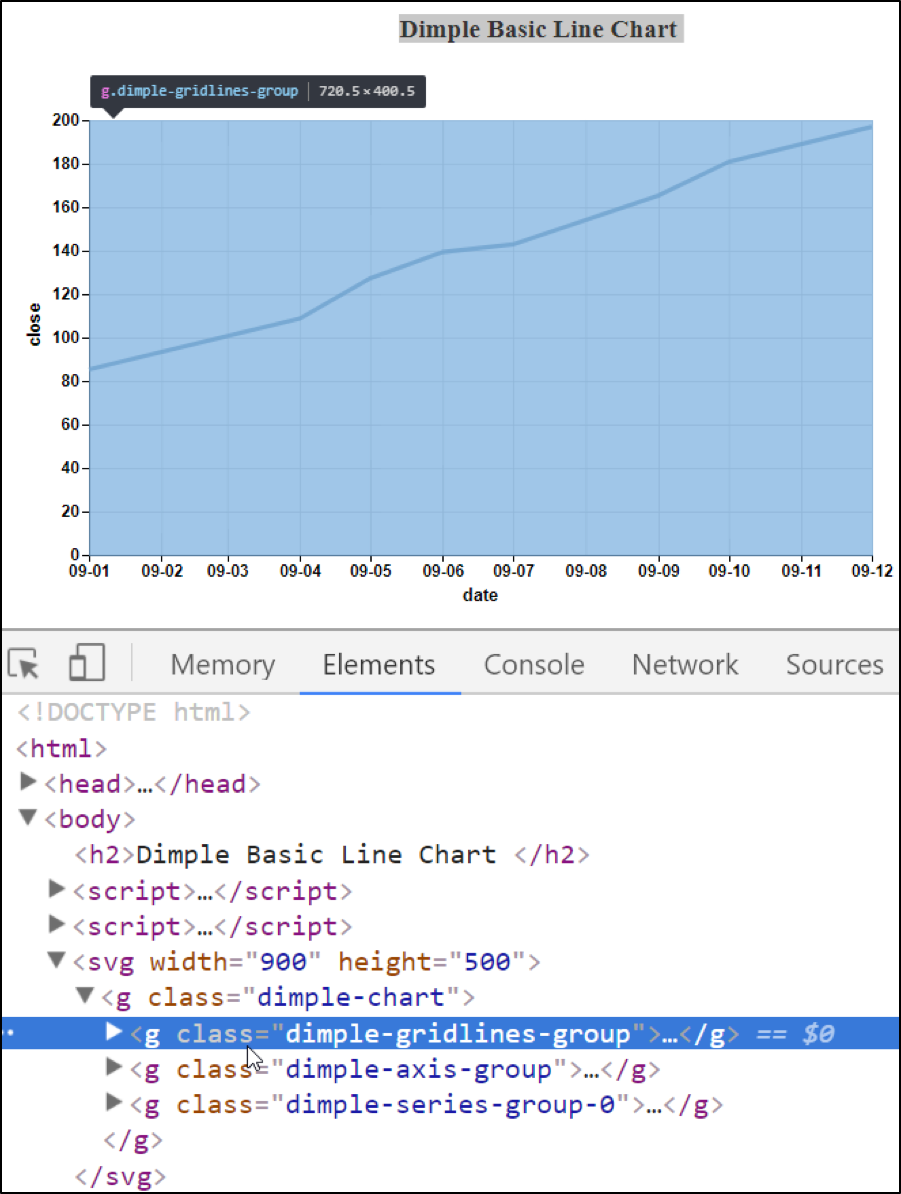 Dimple Basic Line Chart
g.dimple-gridlines-group 720.5×400.5
200
180
160
140
120
100
80
60
40
20
0
close
09-01 09-02 09-03 09-04 09-05 09-06 09-07 09-08 09-09 09-10 09-11 09-12
date
Memory Elements Console Network Sources
<!DOCTYPE html>
<html>
<head>…</head>
<body>
<h2>Dimple Basic Line Chart </h2>
<script>…</script>
<script>…</script>
<svg width="900" height="500">
<g class="dimple-chart">
<g class="dimple-gridlines-group">…</g> == $0
<g class="dimple-axis-group">…</g>
<g class="dimple-series-group-0">…</g>
</g>
</svg>